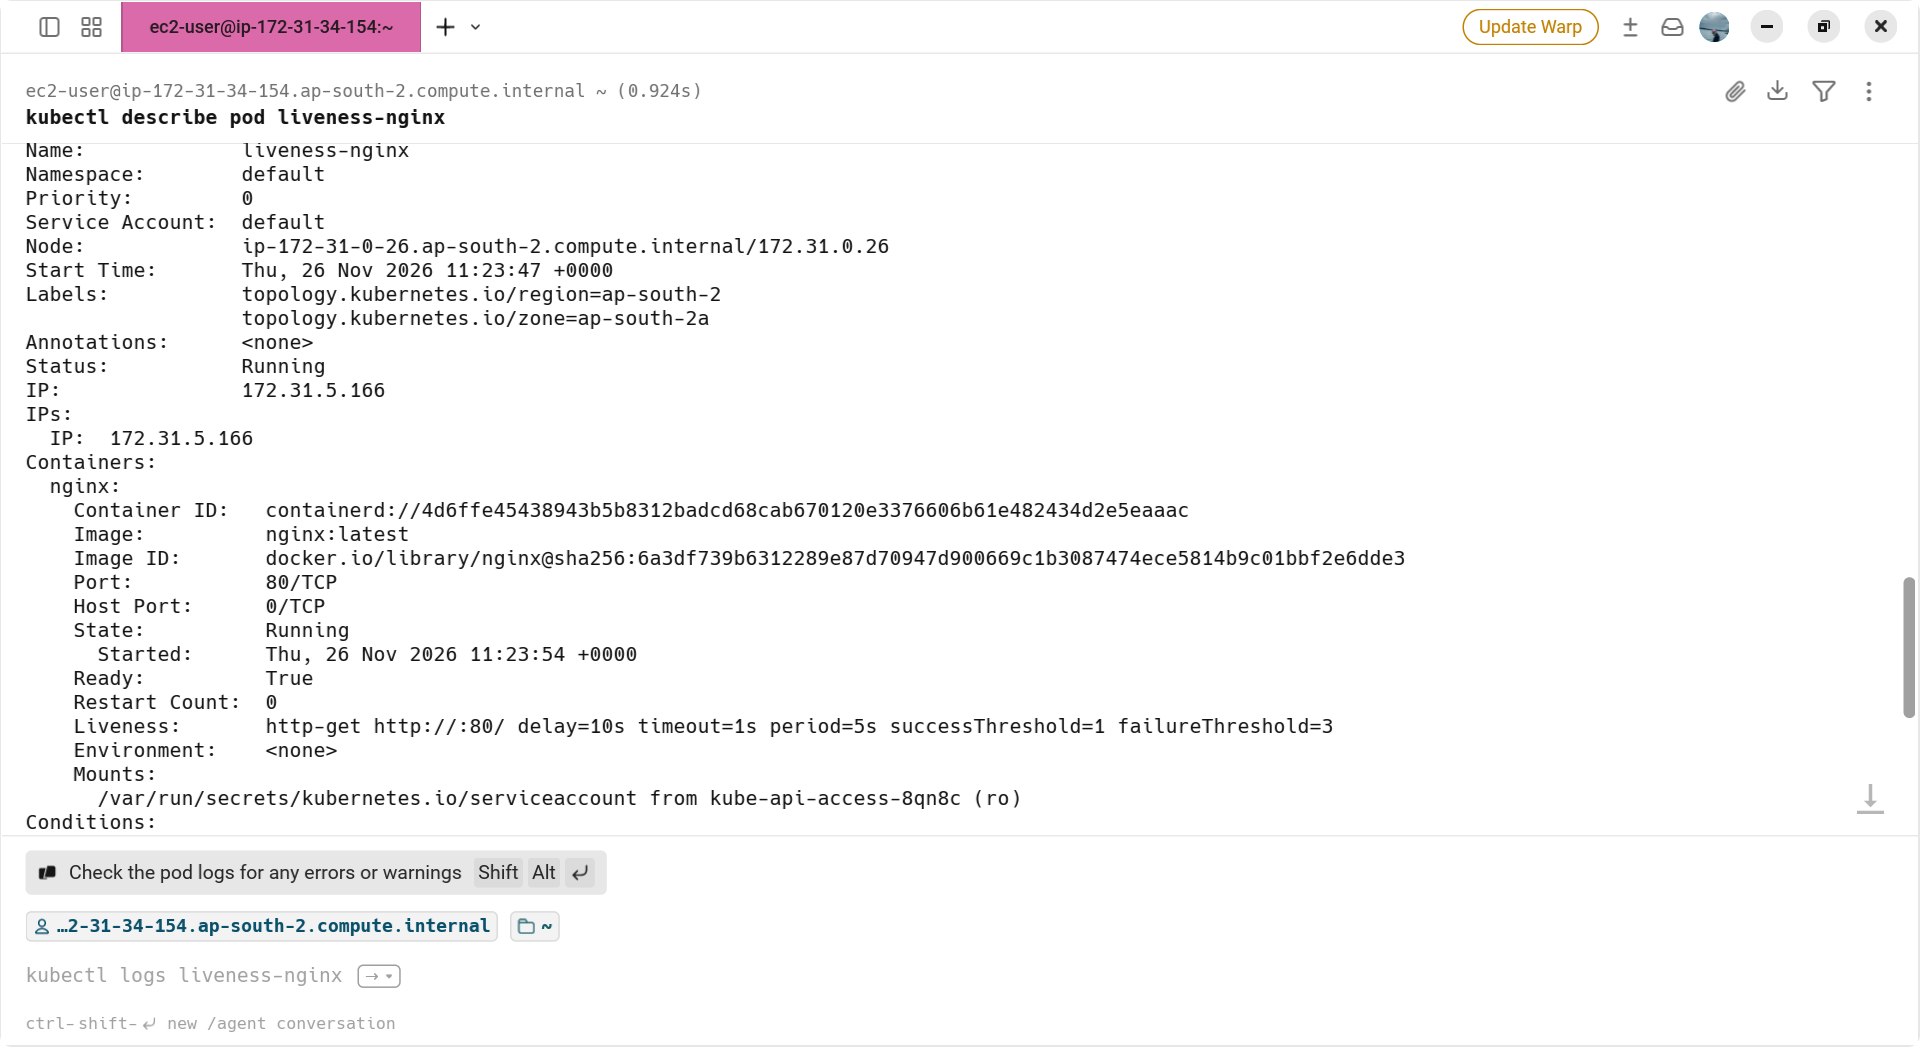 ec2-user@ip-172-31-34-154:~
Update Warp
ec2-user@ip-172-31-34-154.ap-south-2.compute.internal ~ (0.924s)
kubectl describe pod liveness-nginx
Name:             liveness-nginx
Namespace:        default
Priority:         0
Service Account:  default
Node:             ip-172-31-0-26.ap-south-2.compute.internal/172.31.0.26
Start Time:       Thu, 26 Nov 2026 11:23:47 +0000
Labels:           topology.kubernetes.io/region=ap-south-2
                  topology.kubernetes.io/zone=ap-south-2a
Annotations:      <none>
Status:           Running
IP:               172.31.5.166
IPs:
  IP:  172.31.5.166
Containers:
  nginx:
    Container ID:   containerd://4d6ffe45438943b5b8312badcd68cab670120e3376606b61e482434d2e5eaaac
    Image:          nginx:latest
    Image ID:       docker.io/library/nginx@sha256:6a3df739b6312289e87d70947d900669c1b3087474ece5814b9c01bbf2e6dde3
    Port:           80/TCP
    Host Port:      0/TCP
    State:          Running
      Started:      Thu, 26 Nov 2026 11:23:54 +0000
    Ready:          True
    Restart Count:  0
    Liveness:       http-get http://:80/ delay=10s timeout=1s period=5s successThreshold=1 failureThreshold=3
    Environment:    <none>
    Mounts:
      /var/run/secrets/kubernetes.io/serviceaccount from kube-api-access-8qn8c (ro)
Conditions:
Check the pod logs for any errors or warnings Shift Alt ↵
…2-31-34-154.ap-south-2.compute.internal ~
kubectl logs liveness-nginx →
ctrl-shift-↵ new /agent conversation